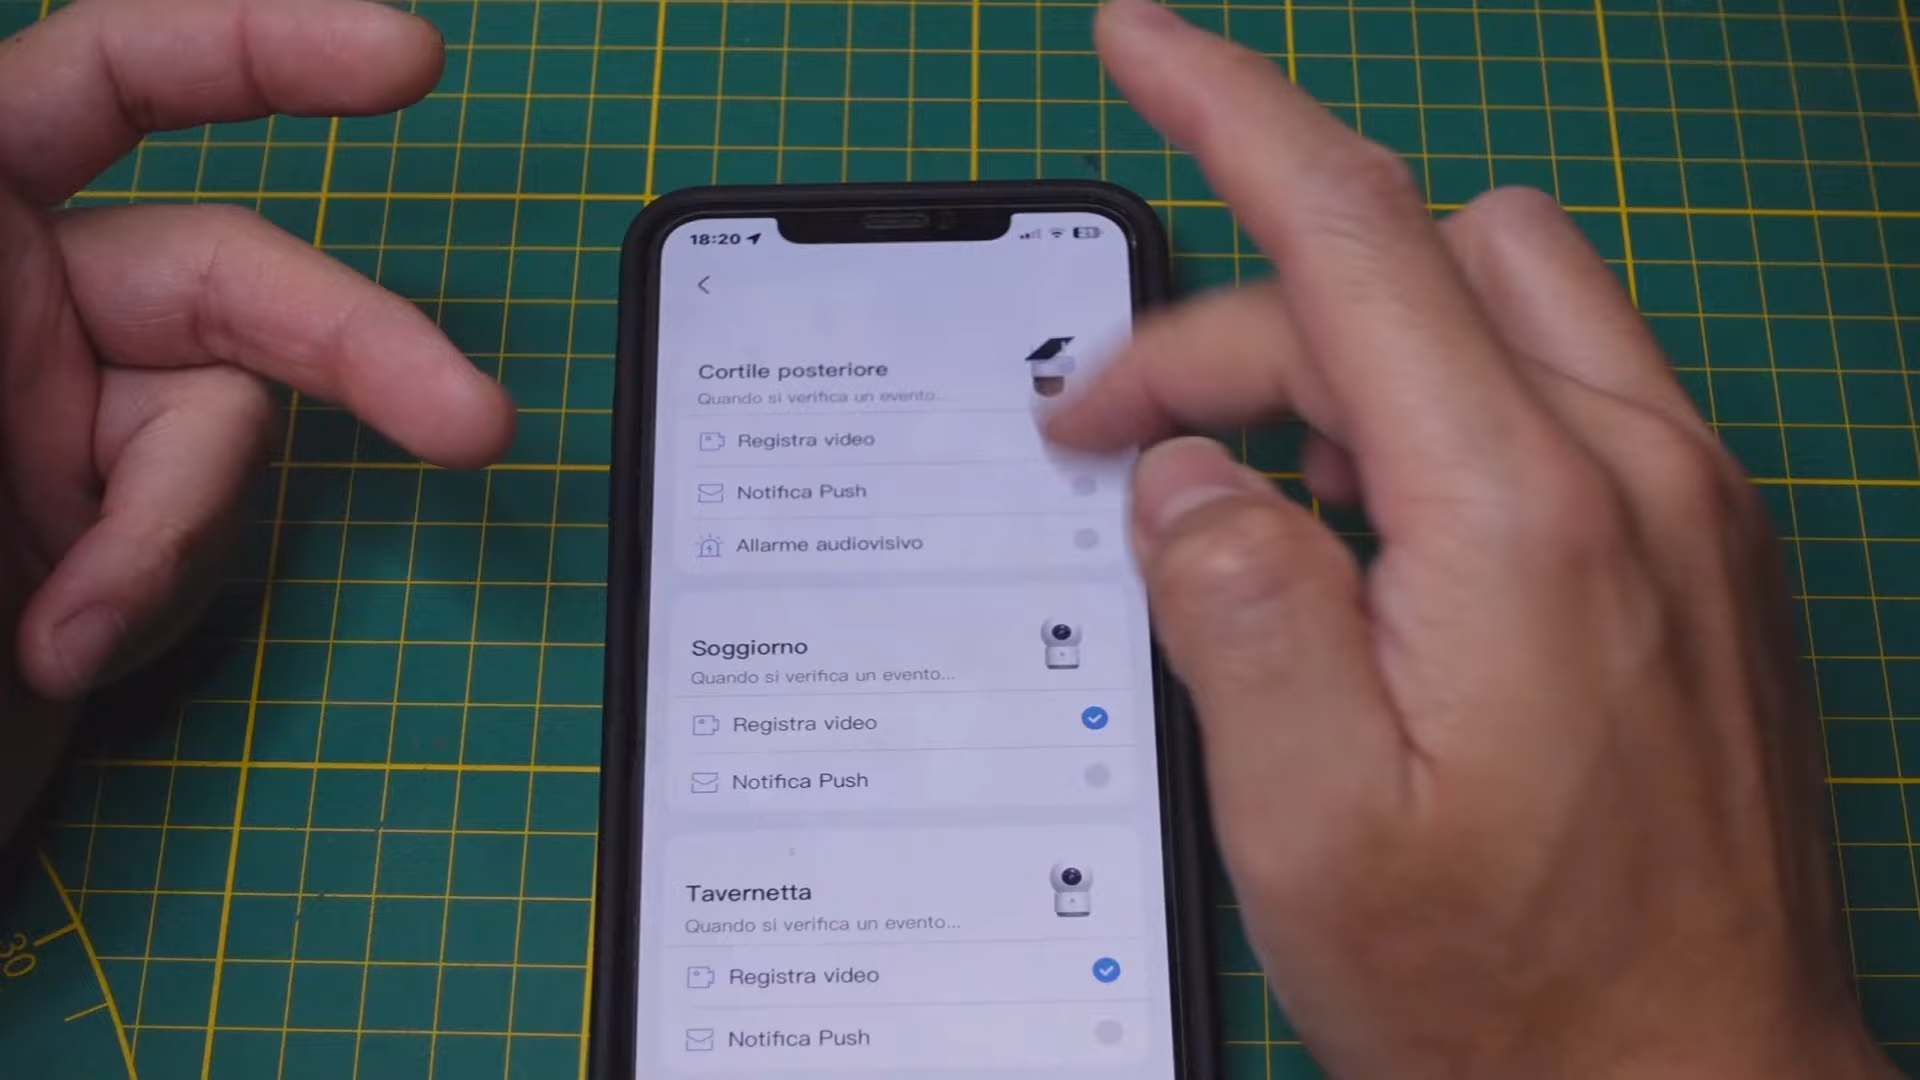 18:20
Cortile posteriore
Quando si verifica un evento...
Registra video
Notifica Push
Allarme audiovisivo
Soggiorno
Quando si verifica un evento...
Registra video
Notifica Push
Tavernetta
Quando si verifica un evento...
Registra video
Notifica Push
30